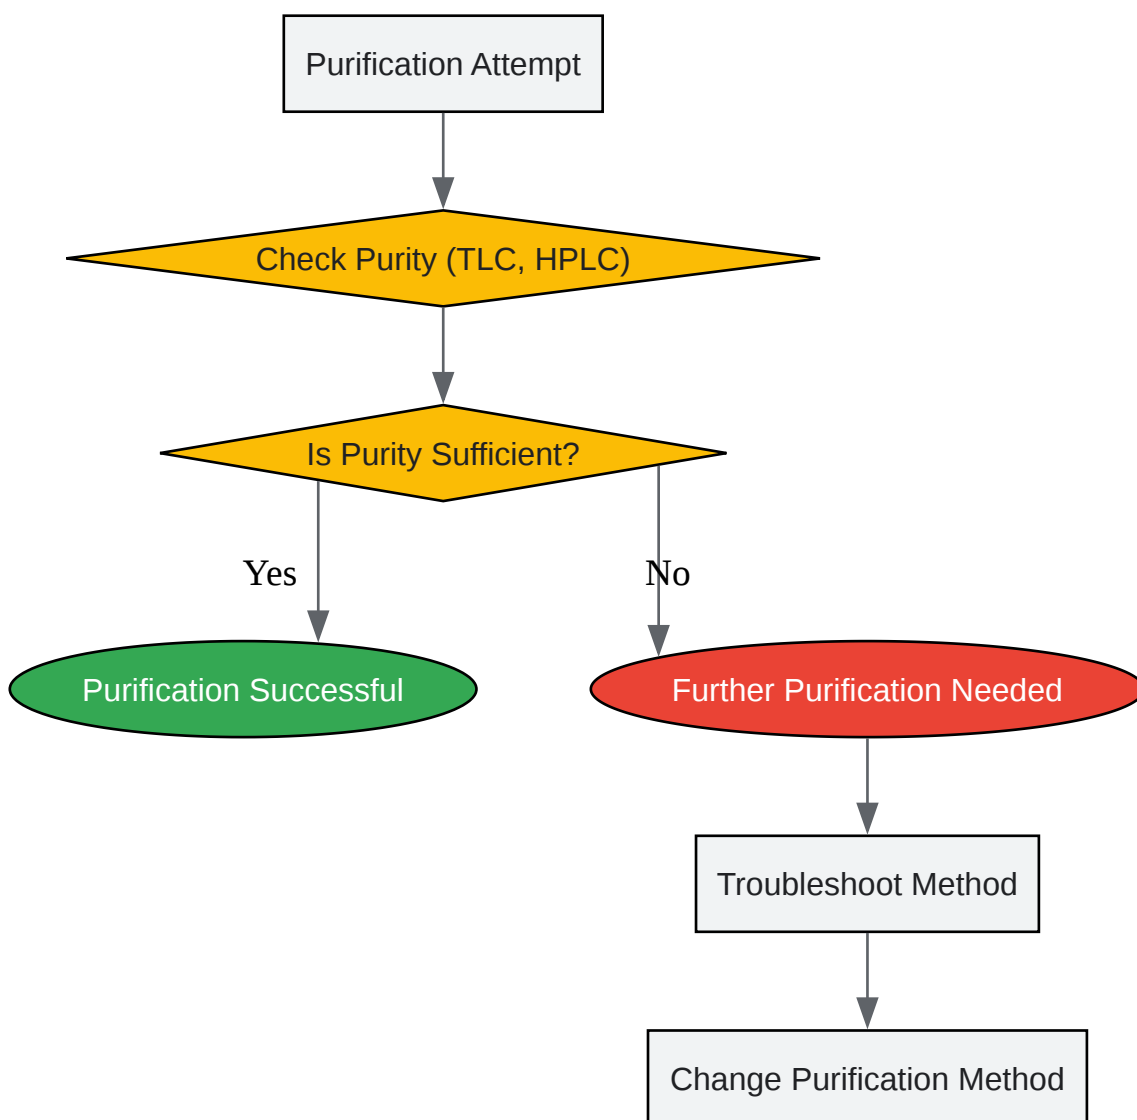 Purification Attempt
Check Purity (TLC, HPLC)
Is Purity Sufficient?
Yes
No
Purification Successful
Further Purification Needed
Troubleshoot Method
Change Purification Method